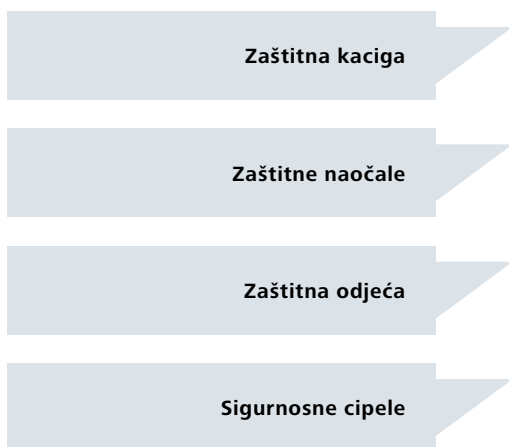 Zaštitna kaciga
Zaštitne naočale
Zaštitna odjeća
Sigurnosne cipele